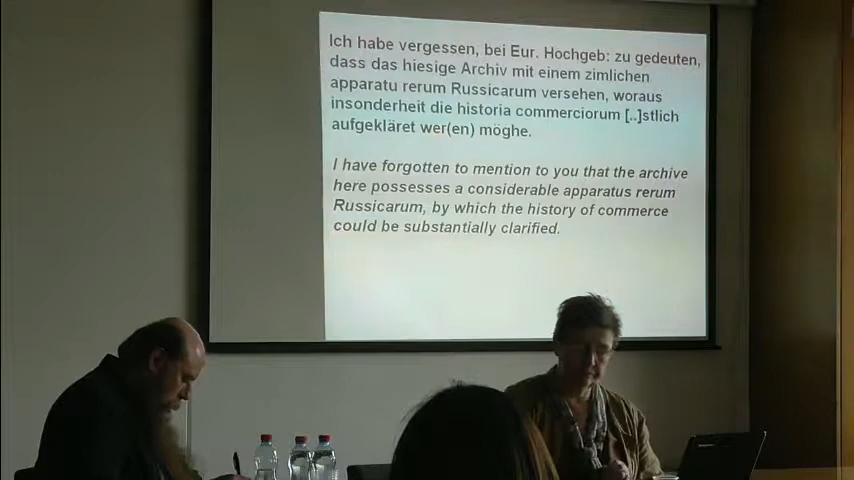 Ich habe vergessen, bei Eur. Hochgeb: zu gedeuten,
dass das hiesige Archiv mit einem zimlichen
apparatu rerum Russicarum versehen, woraus
insonderheit die historia commerciorum [..]stlich
aufgekläret wer(en) möghe.
I have forgotten to mention to you that the archive
here possesses a considerable apparatus rerum
Russicarum, by which the history of commerce
could be substantially clarified.